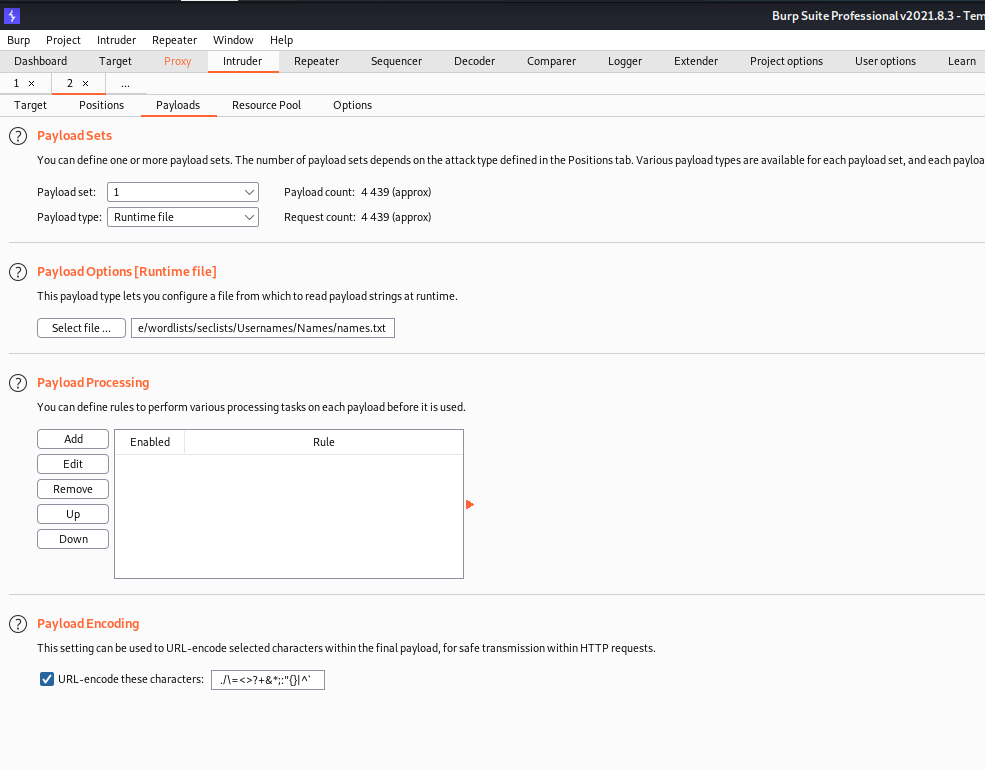 Burp Suite Professional v2021.8.3 - Tem
Burp Project Intruder Repeater Window Help
Dashboard Target Proxy Intruder Repeater Sequencer Decoder Comparer Logger Extender Project options User options Learn
1 × 2 × ...
Target Positions Payloads Resource Pool Options
? Payload Sets
You can define one or more payload sets. The number of payload sets depends on the attack type defined in the Positions tab. Various payload types are available for each payload set, and each payloa
Payload set: 1 Payload count: 4 439 (approx)
Payload type: Runtime file Request count: 4 439 (approx)
? Payload Options [Runtime file]
This payload type lets you configure a file from which to read payload strings at runtime.
Select file ... e/wordlists/seclists/Usernames/Names/names.txt
? Payload Processing
You can define rules to perform various processing tasks on each payload before it is used.
Add Enabled Rule
Edit
Remove
Up
Down
? Payload Encoding
This setting can be used to URL-encode selected characters within the final payload, for safe transmission within HTTP requests.
URL-encode these characters: ./\=<>?+&*;:"{}|^`